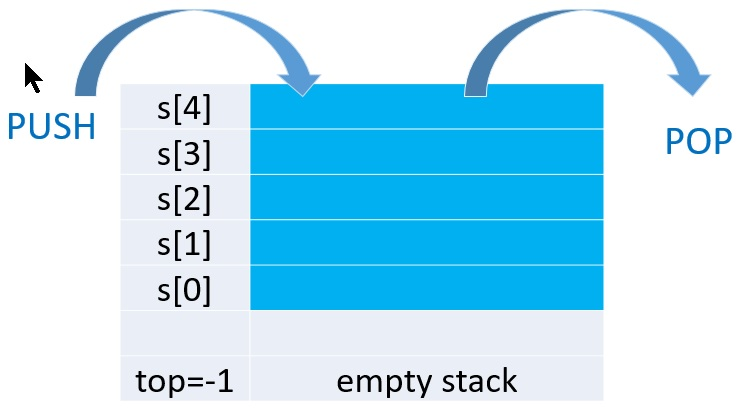 PUSH
POP
s[4]
s[3]
s[2]
s[1]
s[0]
top=-1 empty stack